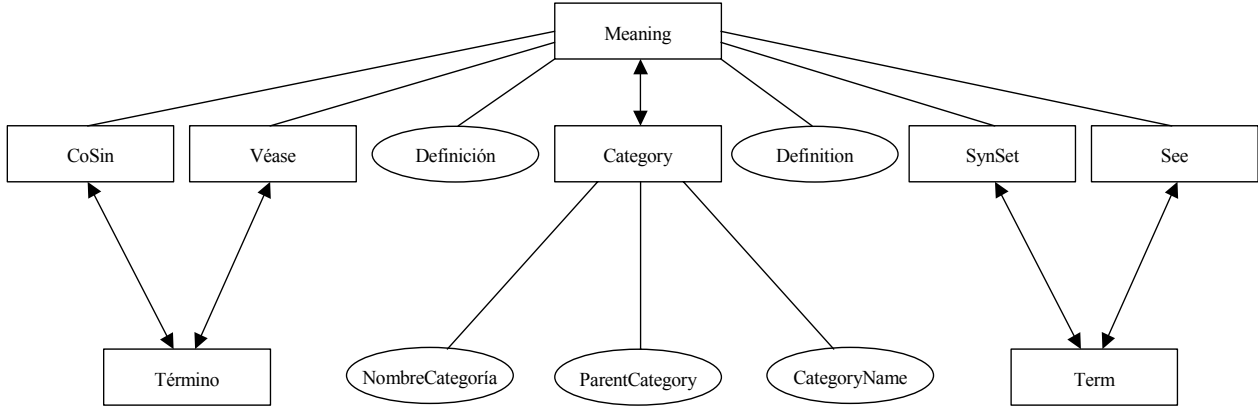 Meaning
CoSin
Véase
Definición
Category
Definition
SynSet
See
Término
NombreCategoría
ParentCategory
CategoryName
Term